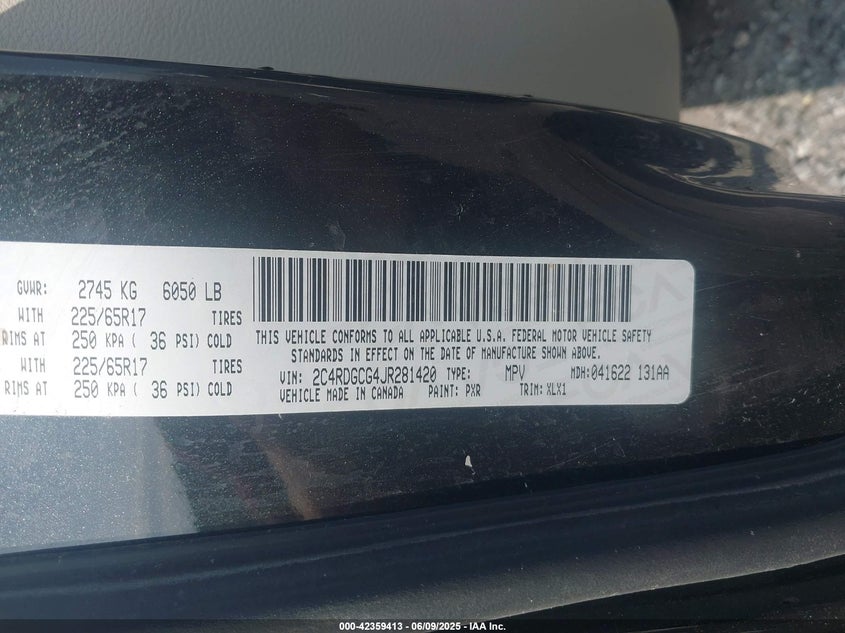 GVWR: 2745 KG 6050 LB
WITH 225/65R17 TIRES
RIMS AT 250 KPA ( 36 PSI) COLD
WITH 225/65R17 TIRES
RIMS AT 250 KPA ( 36 PSI) COLD
THIS VEHICLE CONFORMS TO ALL APPLICABLE U.S.A. FEDERAL MOTOR VEHICLE SAFETY
STANDARDS IN EFFECT ON THE DATE OF MANUFACTURE SHOWN ABOVE.
VIN: 2C4RDGCG4JR281420 TYPE: MPV MDH:041622 131AA
VEHICLE MADE IN CANADA PAINT: PXR TRIM: XLX1
000-42359413 - 06/09/2025 - IAA Inc.